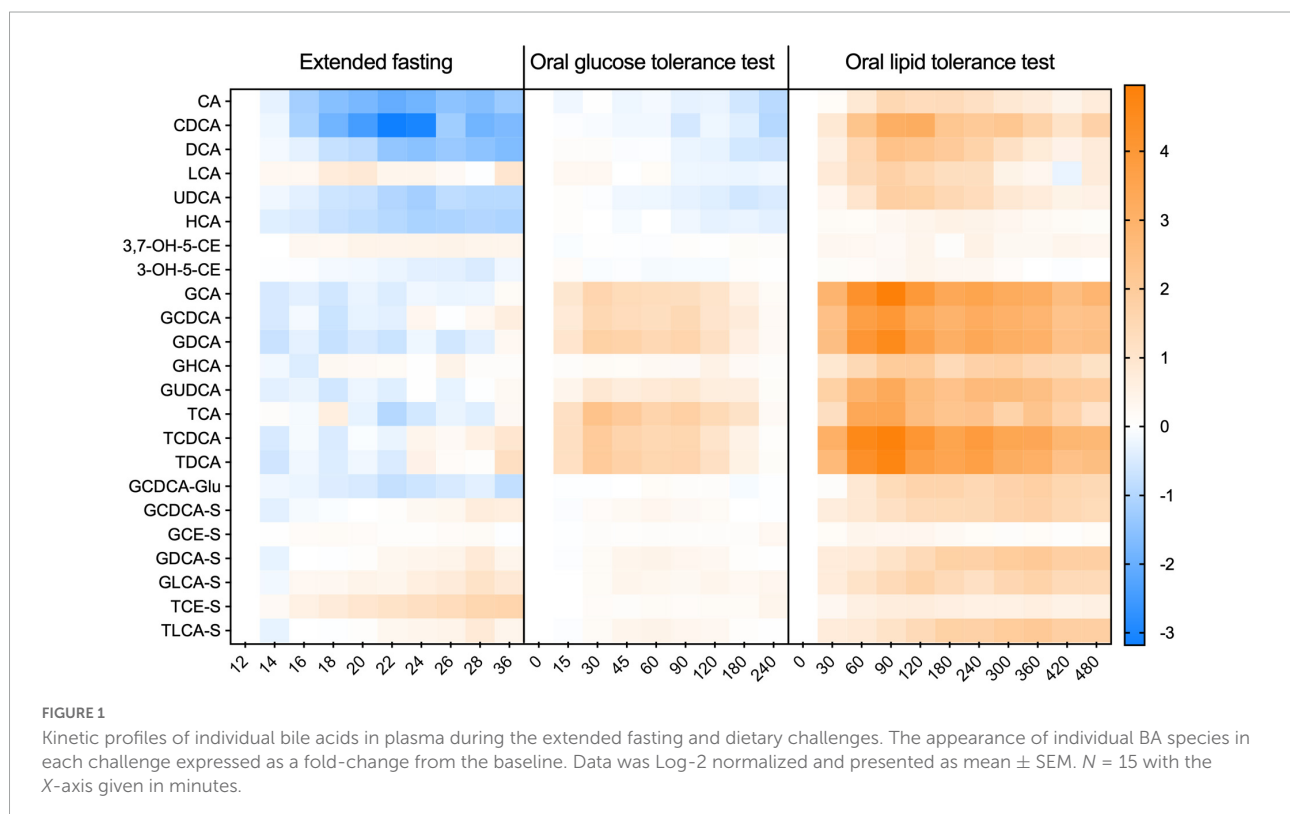 Extended fasting Oral glucose tolerance test Oral lipid tolerance test
CA
CDCA
DCA
LCA
UDCA
HCA
3,7-OH-5-CE
3-OH-5-CE
GCA
GCDCA
GDCA
GHCA
GUDCA
TCA
TCDCA
TDCA
GCDCA-Glu
GCDCA-S
GCE-S
GDCA-S
GLCA-S
TCE-S
TLCA-S
4
3
2
1
0
-1
-2
-3
12 14 16 18 20 22 24 26 28 36 0 15 30 45 60 90 120 180 240 0 30 60 90 120 180 240 300 360 420 480
FIGURE 1
Kinetic profiles of individual bile acids in plasma during the extended fasting and dietary challenges. The appearance of individual BA species in
each challenge expressed as a fold-change from the baseline. Data was Log-2 normalized and presented as mean ± SEM. N = 15 with the
X-axis given in minutes.